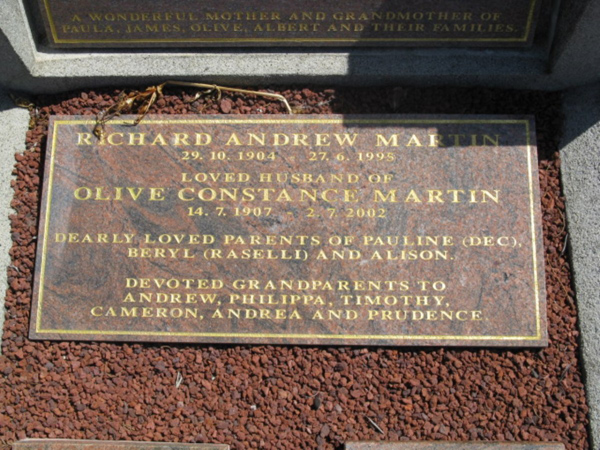 A WONDERFUL MOTHER AND GRANDMOTHER OF
PAULA, JAMES, OLIVE, ALBERT AND THEIR FAMILIES.
RICHARD ANDREW MARTIN
29. 10. 1904 - 27. 6. 1995
LOVED HUSBAND OF
OLIVE CONSTANCE MARTIN
14. 7. 1907 - 2. 7. 2002
DEARLY LOVED PARENTS OF PAULINE (DEC),
BERYL (RASELLI) AND ALISON.
DEVOTED GRANDPARENTS TO
ANDREW, PHILIPPA, TIMOTHY,
CAMERON, ANDREA AND PRUDENCE.